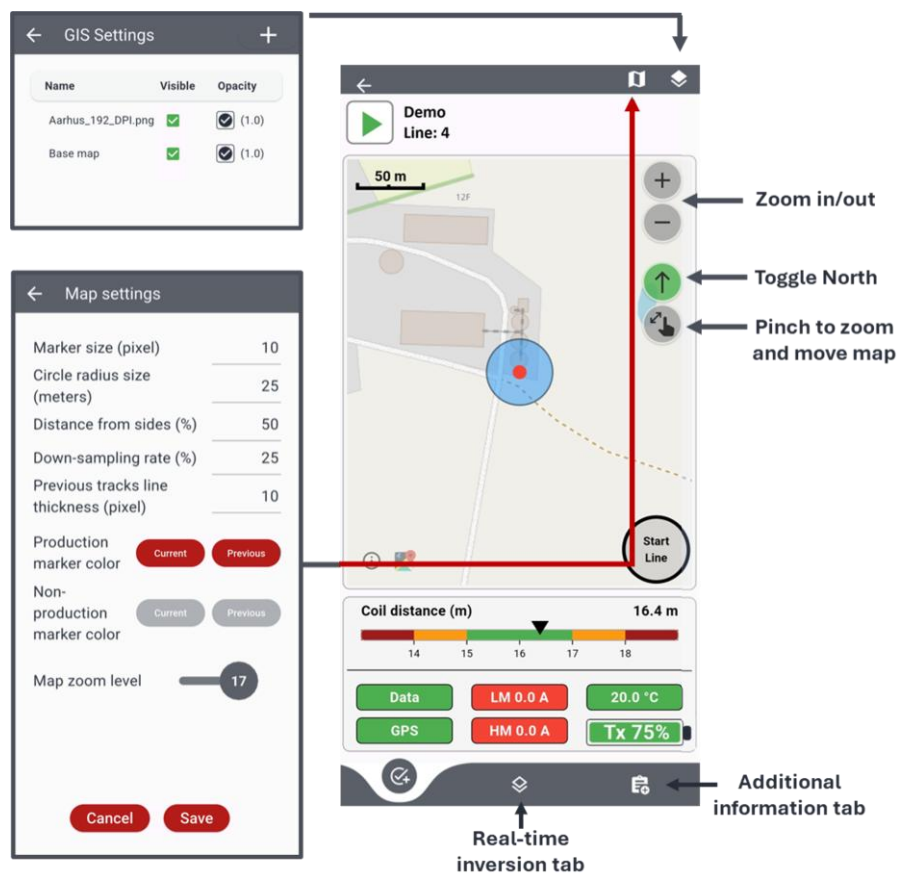 GIS Settings
Name Visible Opacity
Aarhus_192_DPI.png (1.0)
Base map (1.0)
Map settings
Marker size (pixel) 10
Circle radius size
(meters) 25
Distance from sides (%) 50
Down-sampling rate (%) 25
Previous tracks line
thickness (pixel) 10
Production
marker color Current Previous
Non-
production
marker color Current Previous
Map zoom level 17
Cancel Save
Demo
Line: 4
50 m
12F
Start
Line
Coil distance (m) 16.4 m
14 15 16 17 18
Data LM 0.0 A 20.0 °C
GPS HM 0.0 A Tx 75%
Zoom in/out
Toggle North
Pinch to zoom
and move map
Additional
information tab
Real-time
inversion tab